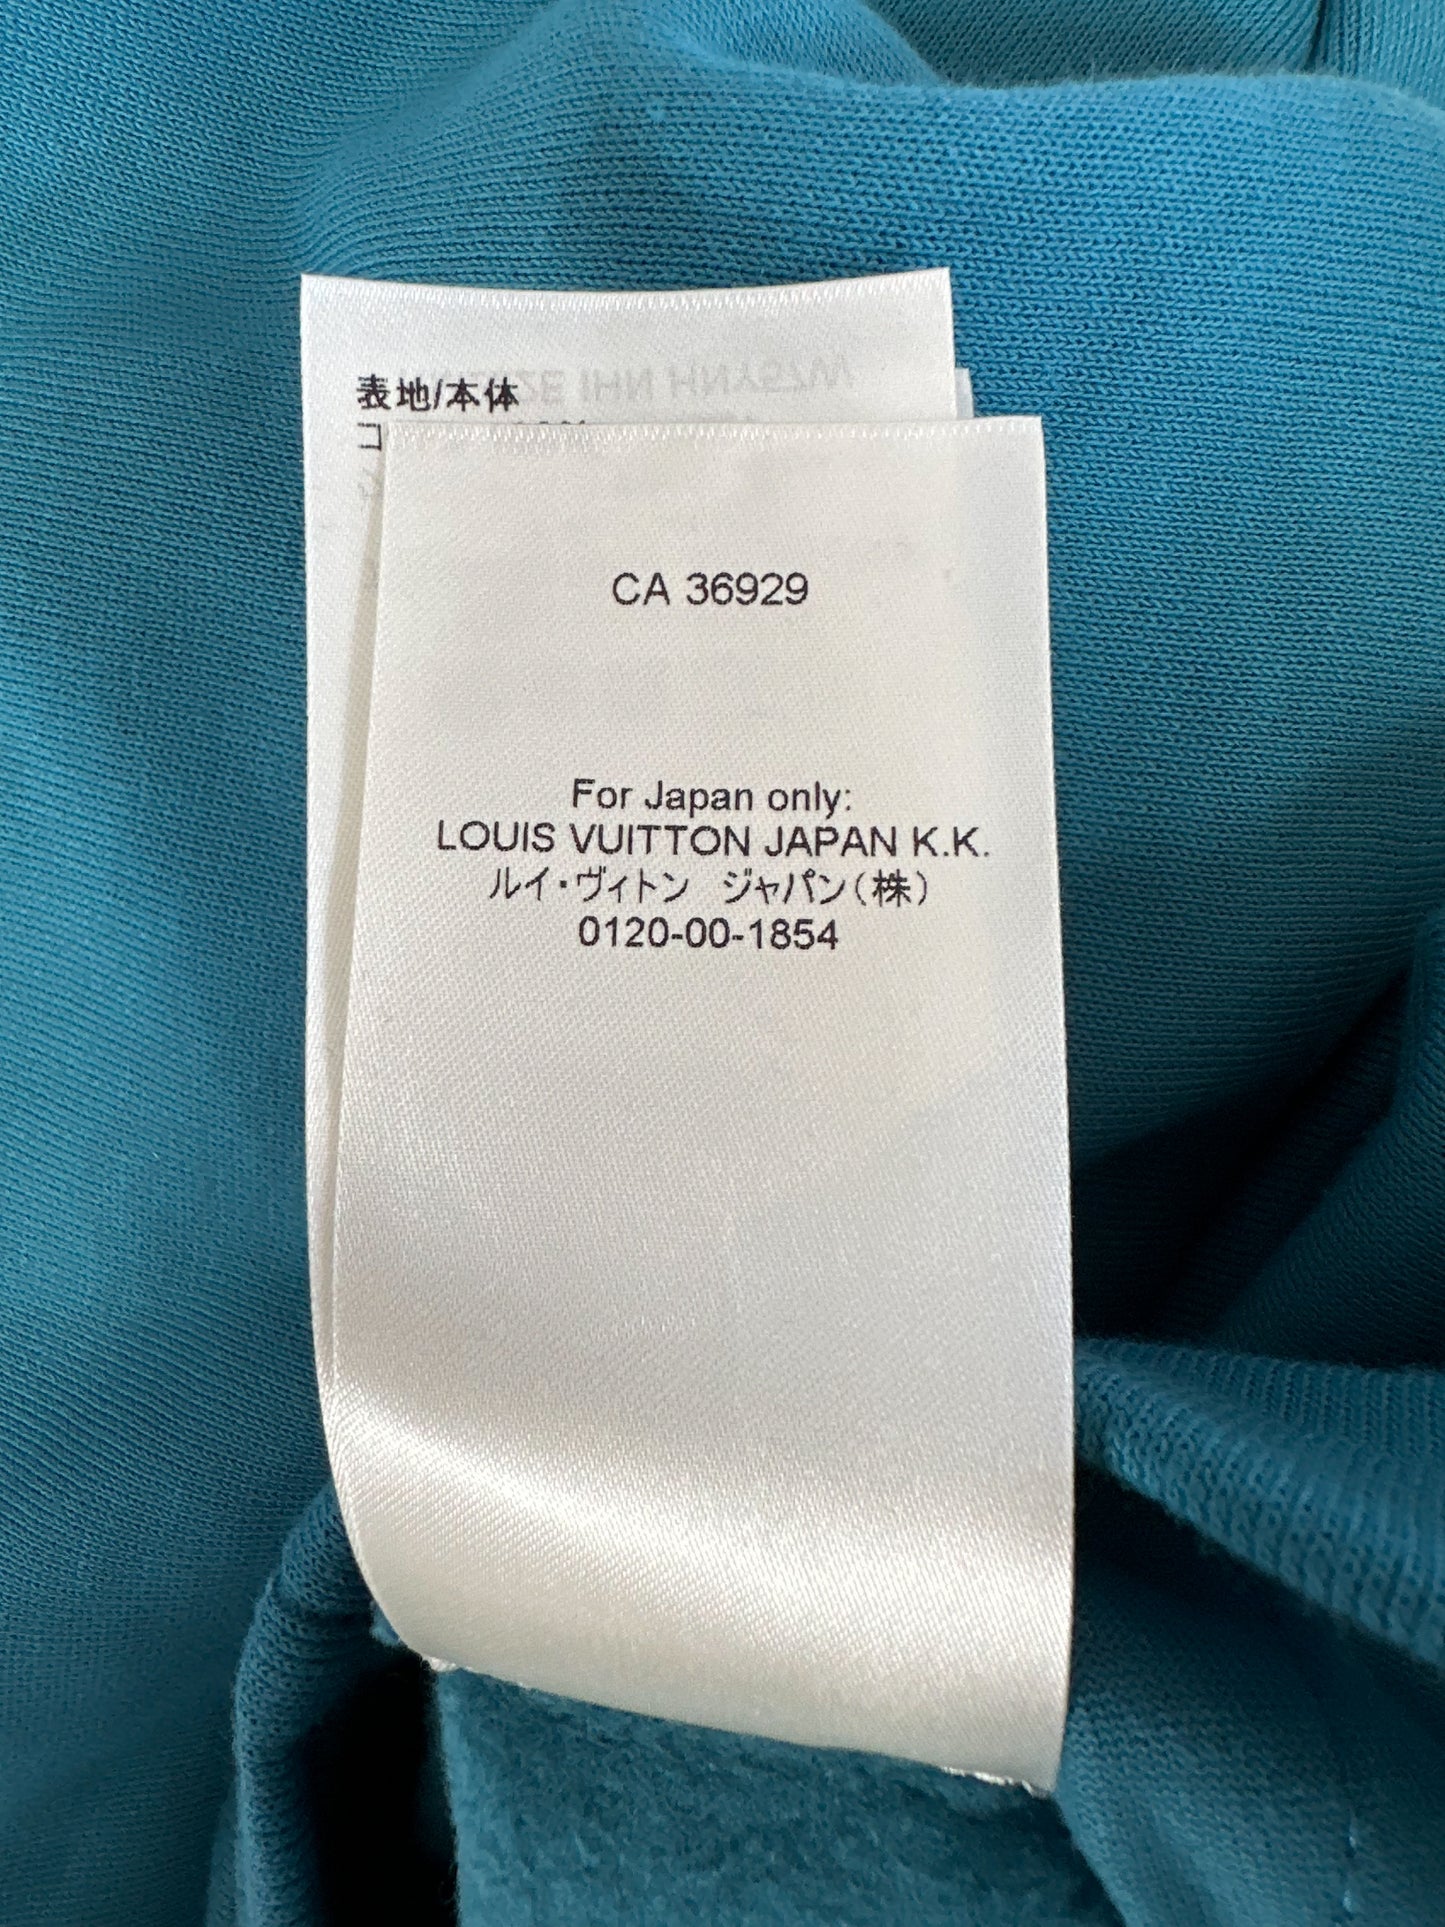 表地/本体
コ
CA 36929
For Japan only:
LOUIS VUITTON JAPAN K.K.
ルイ・ヴィトン ジャパン(株)
0120-00-1854